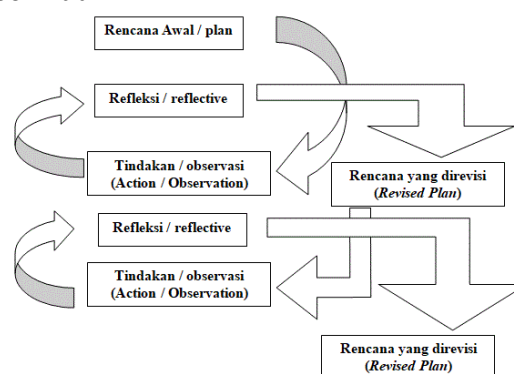 Rencana Awal / plan
Refleksi / reflective
Tindakan / observasi
(Action / Observation)
Rencana yang direvisi
(Revised Plan)
Refleksi / reflective
Tindakan / observasi
(Action / Observation)
Rencana yang direvisi
(Revised Plan)